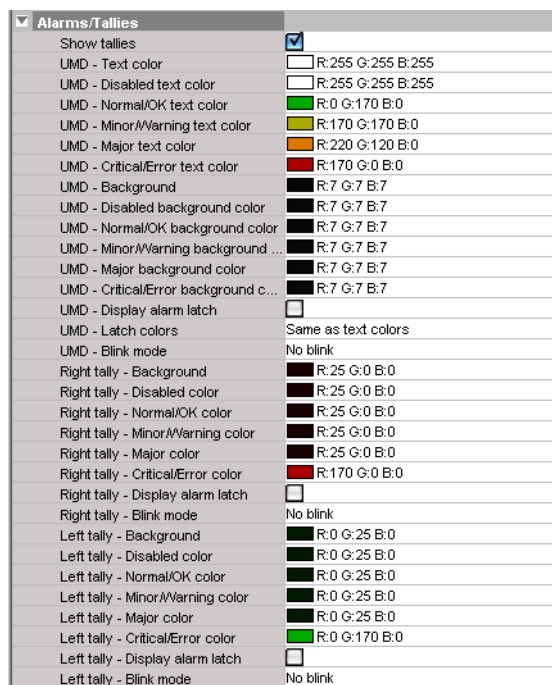 Alarms/Tallies
Show tallies
UMD - Text color R:255 G:255 B:255
UMD - Disabled text color R:255 G:255 B:255
UMD - Normal/OK text color R:0 G:170 B:0
UMD - Minor/Warning text color R:170 G:170 B:0
UMD - Major text color R:220 G:120 B:0
UMD - Critical/Error text color R:170 G:0 B:0
UMD - Background R:7 G:7 B:7
UMD - Disabled background color R:7 G:7 B:7
UMD - Normal/OK background color R:7 G:7 B:7
UMD - Minor/Warning background ... R:7 G:7 B:7
UMD - Major background color R:7 G:7 B:7
UMD - Critical/Error background c... R:7 G:7 B:7
UMD - Display alarm latch
UMD - Latch colors Same as text colors
UMD - Blink mode No blink
Right tally - Background R:25 G:0 B:0
Right tally - Disabled color R:25 G:0 B:0
Right tally - Normal/OK color R:25 G:0 B:0
Right tally - Minor/Warning color R:25 G:0 B:0
Right tally - Major color R:25 G:0 B:0
Right tally - Critical/Error color R:170 G:0 B:0
Right tally - Display alarm latch
Right tally - Blink mode No blink
Left tally - Background R:0 G:25 B:0
Left tally - Disabled color R:0 G:25 B:0
Left tally - Normal/OK color R:0 G:25 B:0
Left tally - Minor/Warning color R:0 G:25 B:0
Left tally - Major color R:0 G:25 B:0
Left tally - Critical/Error color R:0 G:170 B:0
Left tally - Display alarm latch
Left tally - Blink mode No blink